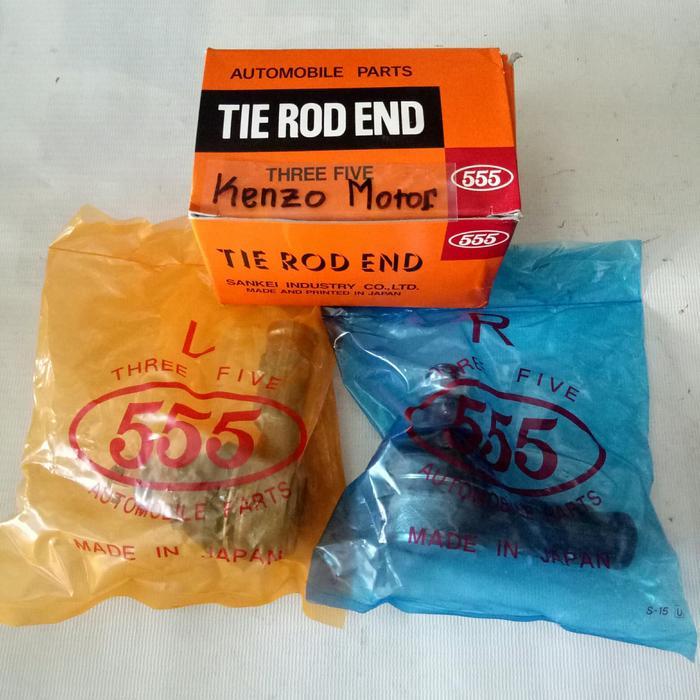 AUTOMOBILE PARTS
TIE ROD END
THREE FIVE
Kenzo Motor
555
555
TIE ROD END
SANKEI INDUSTRY CO.,LTD.
MADE AND PRINTED IN JAPAN
L
THREE FIVE
555
AUTOMOBILE PARTS
MADE IN JAPAN
R
THREE FIVE
555
AUTOMOBILE PARTS
MADE IN JAPAN
S-15 U